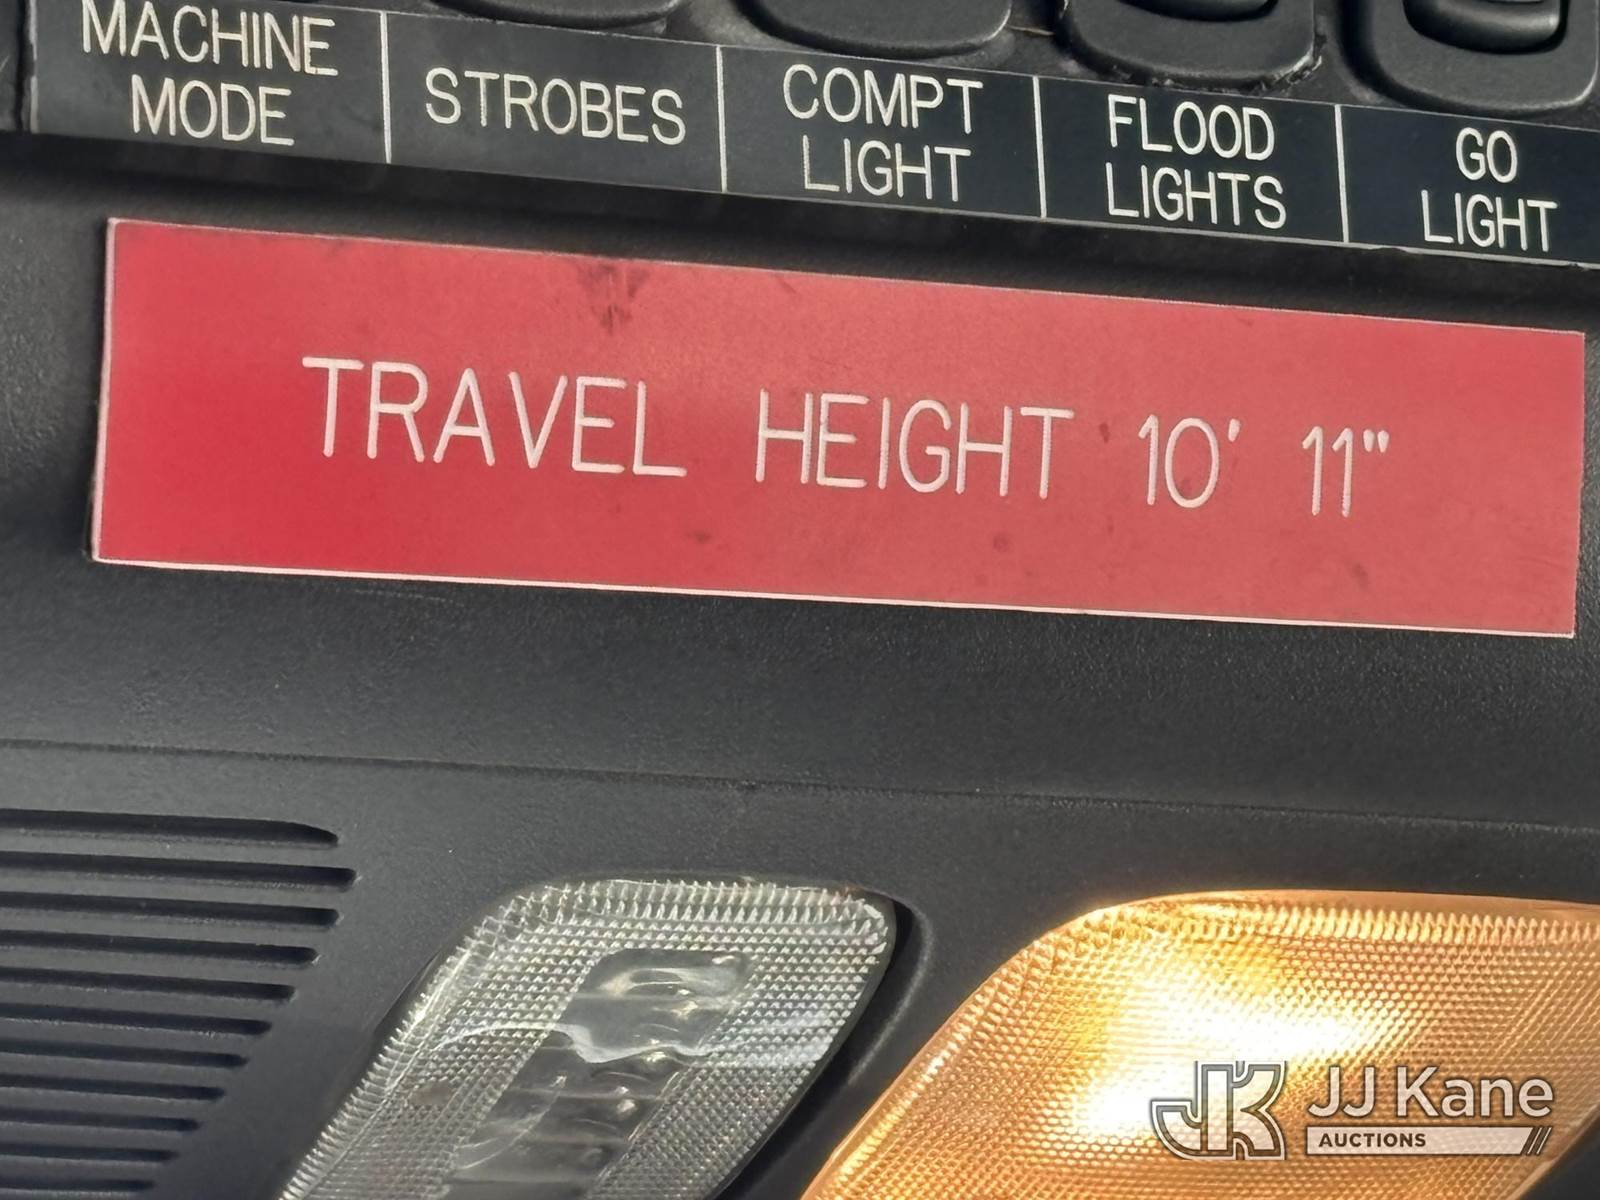 MACHINE
MODE
STROBES
COMPT
LIGHT
FLOOD
LIGHTS
GO
LIGHT
TRAVEL HEIGHT 10' 11"
JJ Kane
AUCTIONS